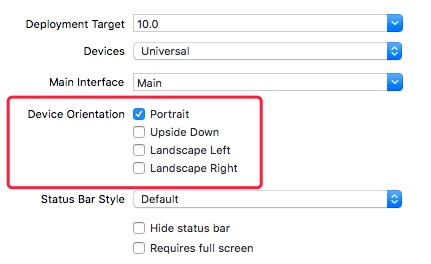 Deployment Target 10.0
Devices Universal
Main Interface Main
Device Orientation Portrait
Upside Down
Landscape Left
Landscape Right
Status Bar Style Default
Hide status bar
Requires full screen